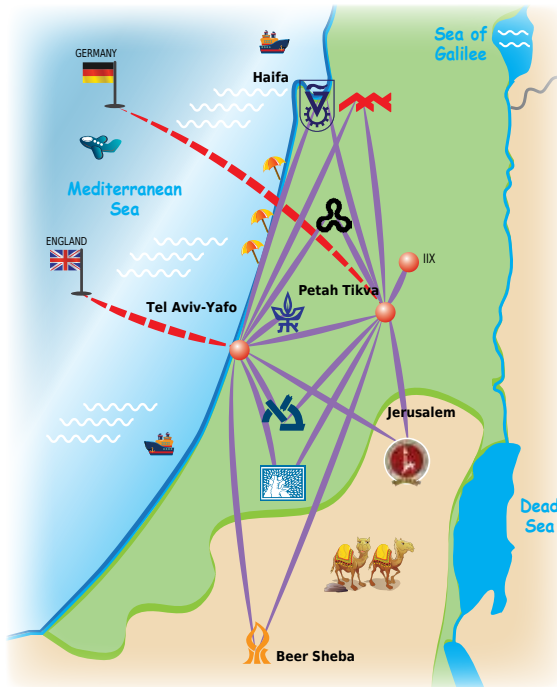 Sea of
Galilee
GERMANY
Haifa
Mediterranean
Sea
ENGLAND
IIX
Petah Tikva
Tel Aviv-Yafo
Jerusalem
Dead
Sea
Beer Sheba